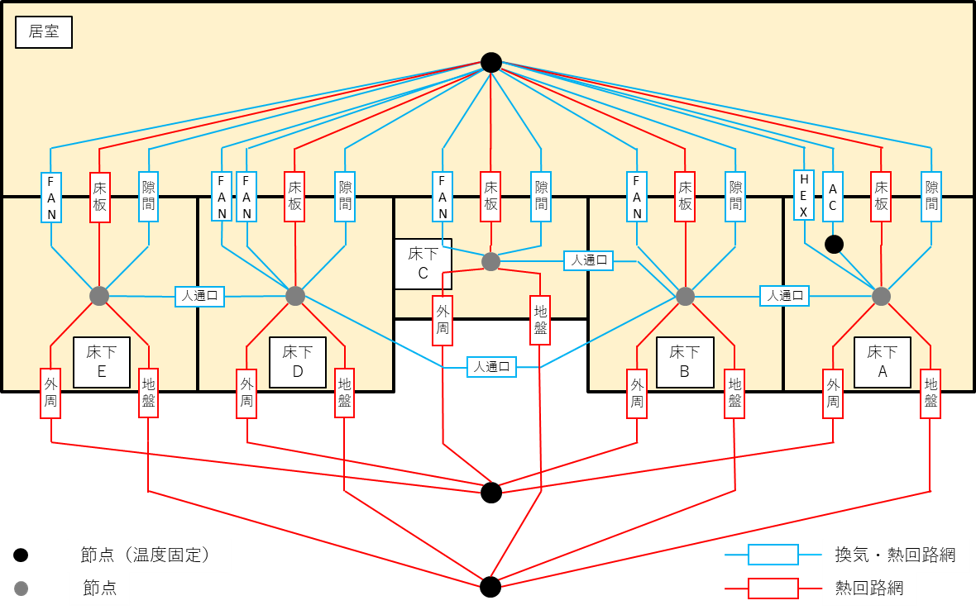 居室
FAN
床板
隙間
FAN
FAN
床板
隙間
FAN
床板
隙間
FAN
床板
隙間
HEX
AC
床板
隙間
床下
C
人通口
人通口
人通口
外周
地盤
床下
E
床下
D
人通口
床下
B
床下
A
外周
地盤
外周
地盤
外周
地盤
外周
地盤
節点（温度固定）
換気・熱回路網
節点
熱回路網